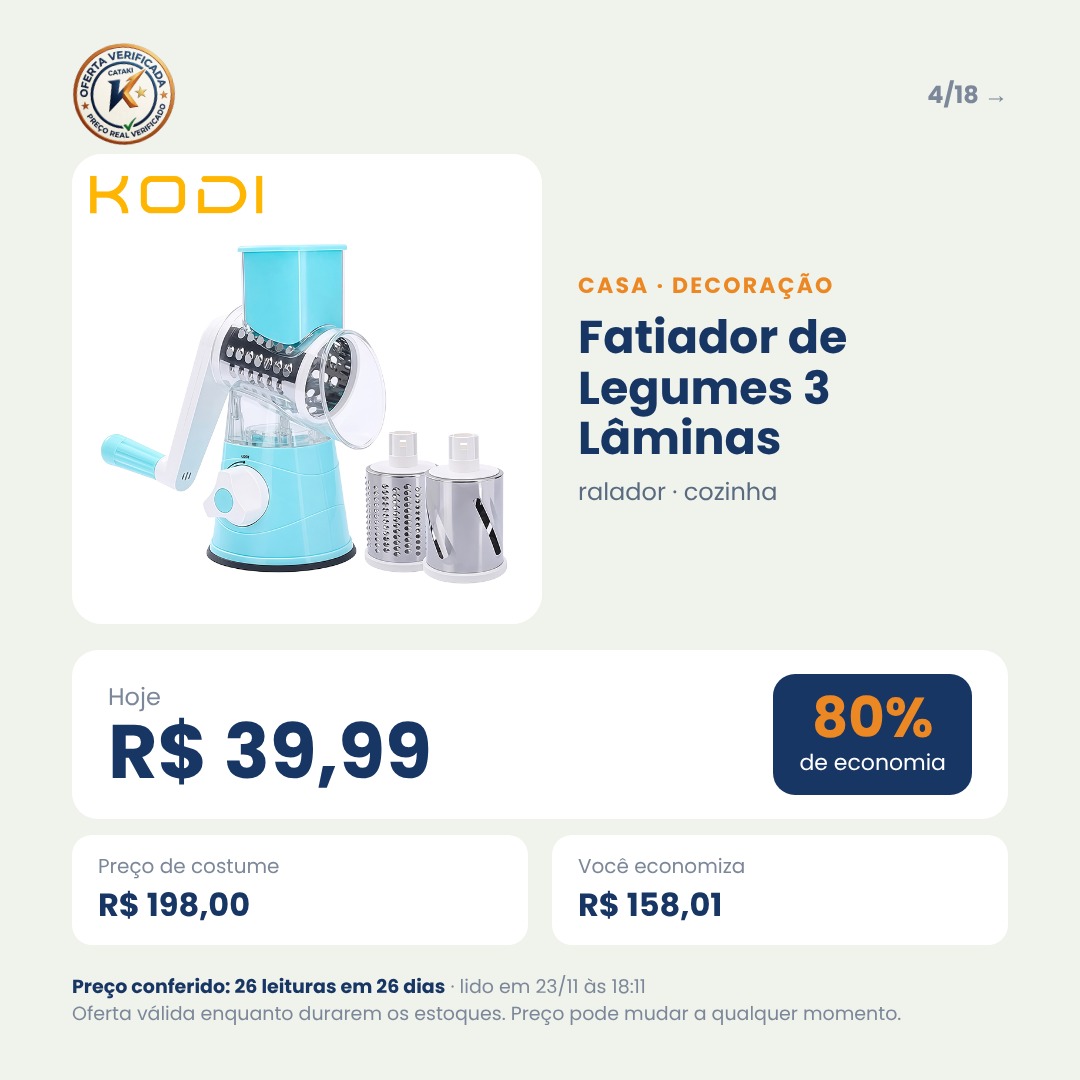 OFERTA VERIFICADA
CATAKI
K
PREÇO REAL VERIFICADO
4/18 →
KODI
CASA · DECORAÇÃO
Fatiador de
Legumes 3
Lâminas
ralador · cozinha
Hoje
R$ 39,99
80%
de economia
Preço de costume
R$ 198,00
Você economiza
R$ 158,01
Preço conferido: 26 leituras em 26 dias · lido em 23/11 às 18:11
Oferta válida enquanto durarem os estoques. Preço pode mudar a qualquer momento.